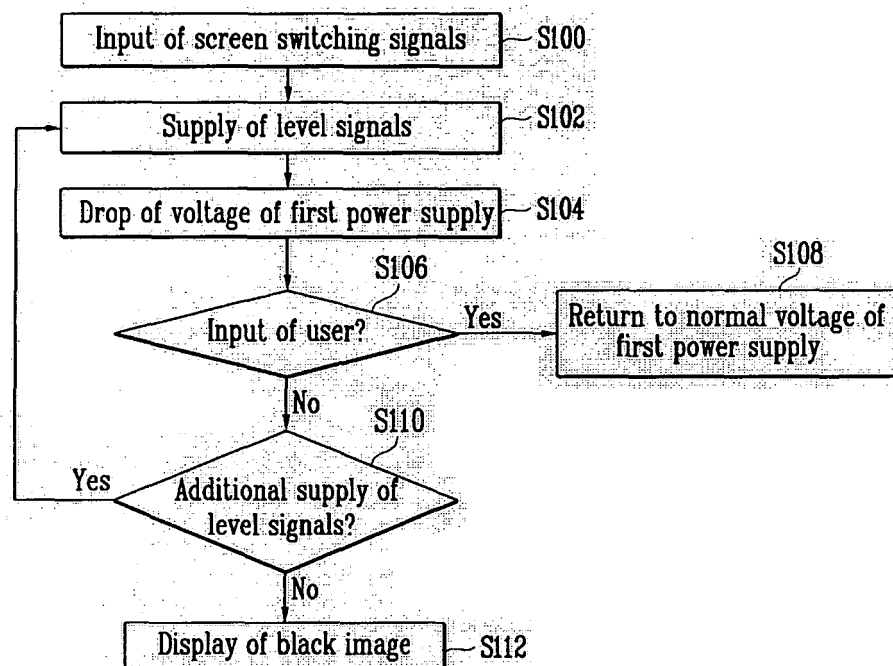 Input of screen switching signals
S100
Supply of level signals
S102
Drop of voltage of first power supply
S104
S106
Input of user?
Yes
S108
Return to normal voltage of
first power supply
No
S110
Yes
Additional supply of
level signals?
No
Display of black image
S112